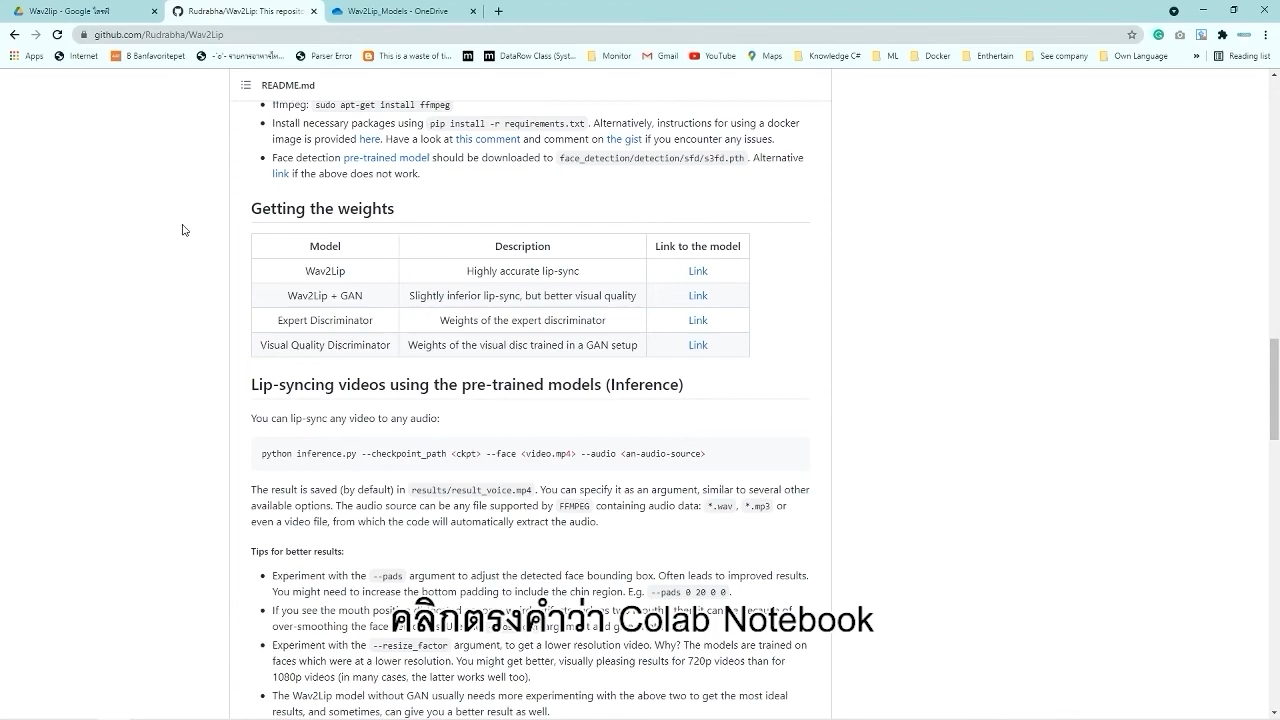 Wav2lip - Google ไดรฟ์
Rudrabha/Wav2Lip: This reposito
Wav2Lip_Models - OneDrive
github.com/Rudrabha/Wav2Lip
Apps
Internet
B Banfavoritepet
Parser Error
This is a waste of ti...
DataRow Class (Syst...
Monitor
Gmail
YouTube
Maps
Knowledge C#
ML
Docker
Enthertain
See company
Own Language
»
Reading list
README.md
ffmpeg: sudo apt-get install ffmpeg
Install necessary packages using pip install -r requirements.txt. Alternatively, instructions for using a docker
image is provided here. Have a look at this comment and comment on the gist if you encounter any issues.
Face detection pre-trained model should be downloaded to face_detection/detection/sfd/s3fd.pth. Alternative
link if the above does not work.
Getting the weights
Model Description Link to the model
Wav2Lip Highly accurate lip-sync Link
Wav2Lip + GAN Slightly inferior lip-sync, but better visual quality Link
Expert Discriminator Weights of the expert discriminator Link
Visual Quality Discriminator Weights of the visual disc trained in a GAN setup Link
Lip-syncing videos using the pre-trained models (Inference)
You can lip-sync any video to any audio:
python inference.py --checkpoint_path <ckpt> --face <video.mp4> --audio <an-audio-source>
The result is saved (by default) in results/result_voice.mp4. You can specify it as an argument, similar to several other
available options. The audio source can be any file supported by FFMPEG containing audio data: *.wav, *.mp3 or
even a video file, from which the code will automatically extract the audio.
Tips for better results:
Experiment with the --pads argument to adjust the detected face bounding box. Often leads to improved results.
You might need to increase the bottom padding to include the chin region. E.g. --pads 0 20 0 0.
If you see the mouth position
over-smoothing the face
คลิกตรงคำว่า Colab Notebook
Experiment with the --resize_factor argument, to get a lower resolution video. Why? The models are trained on
faces which were at a lower resolution. You might get better, visually pleasing results for 720p videos than for
1080p videos (in many cases, the latter works well too).
The Wav2Lip model without GAN usually needs more experimenting with the above two to get the most ideal
results, and sometimes, can give you a better result as well.